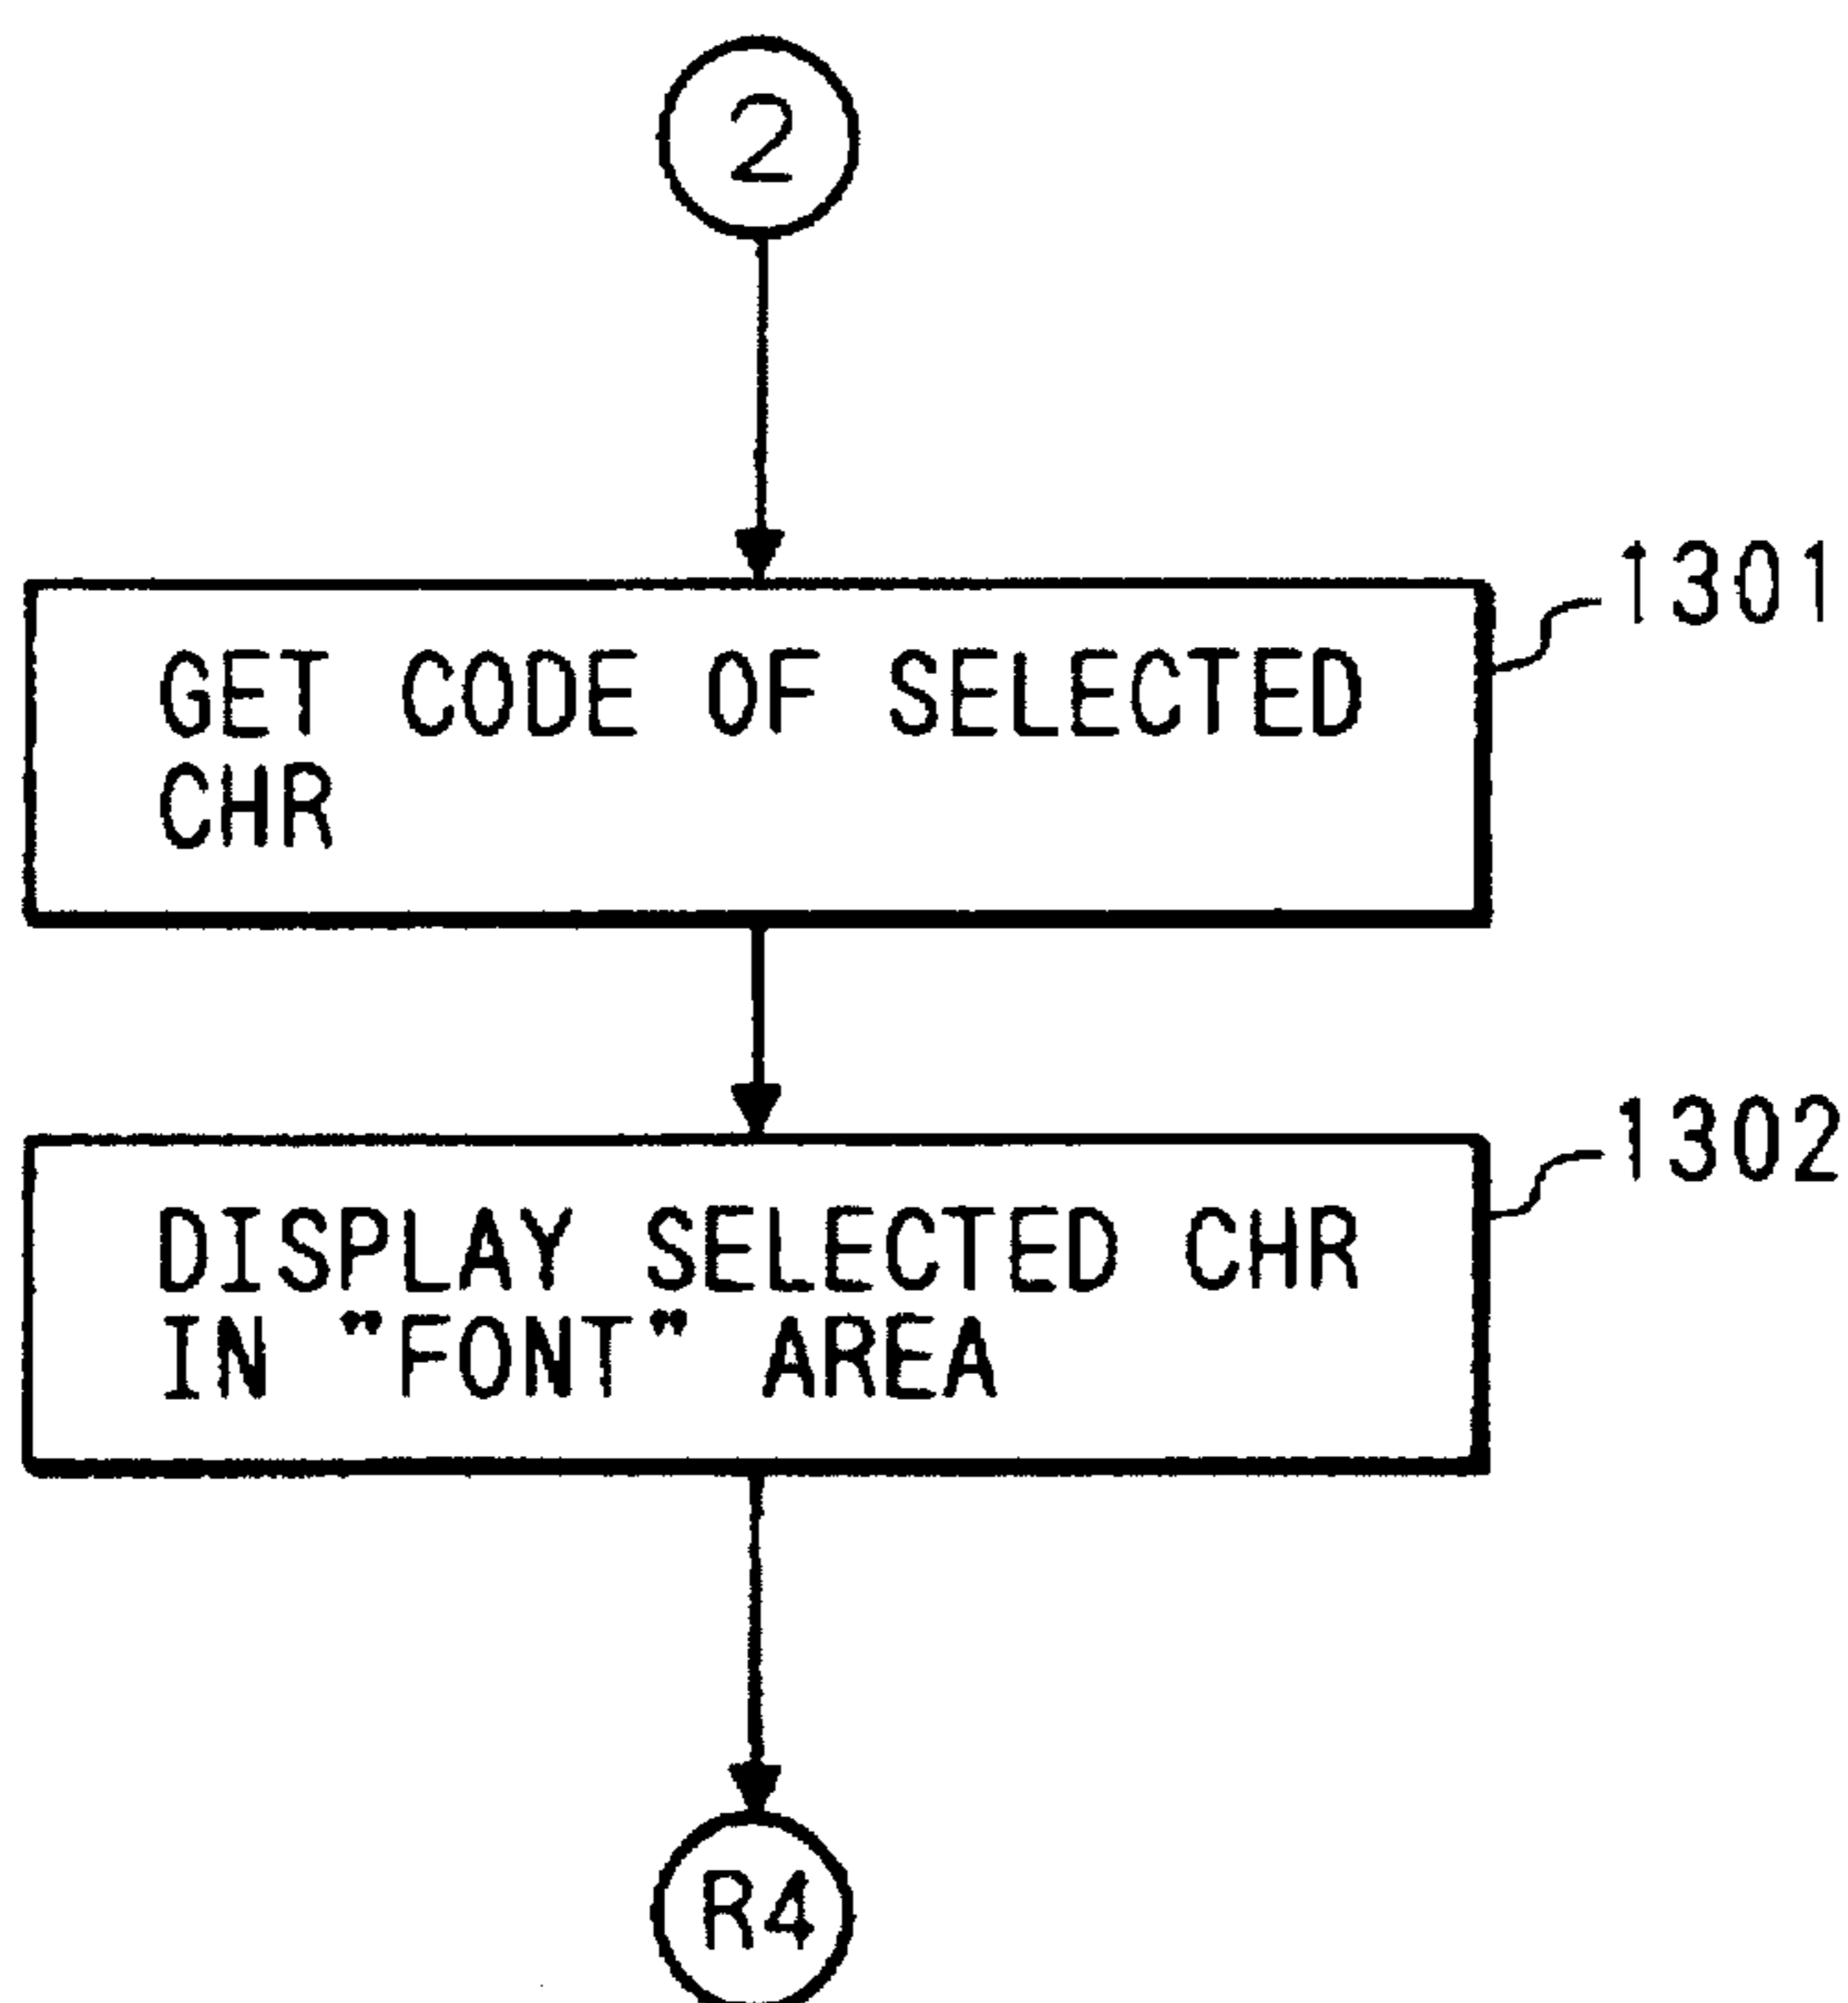 2
1301
GET CODE OF SELECTED
CHR
1302
DISPLAY SELECTED CHR
IN "FONT" AREA
R4